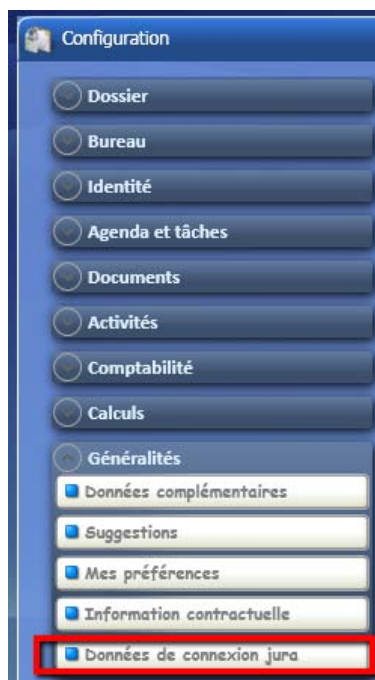 Configuration
Dossier
Bureau
Identité
Agenda et tâches
Documents
Activités
Comptabilité
Calculs
Généralités
Données complémentaires
Suggestions
Mes préférences
Information contractuelle
Données de connexion jura